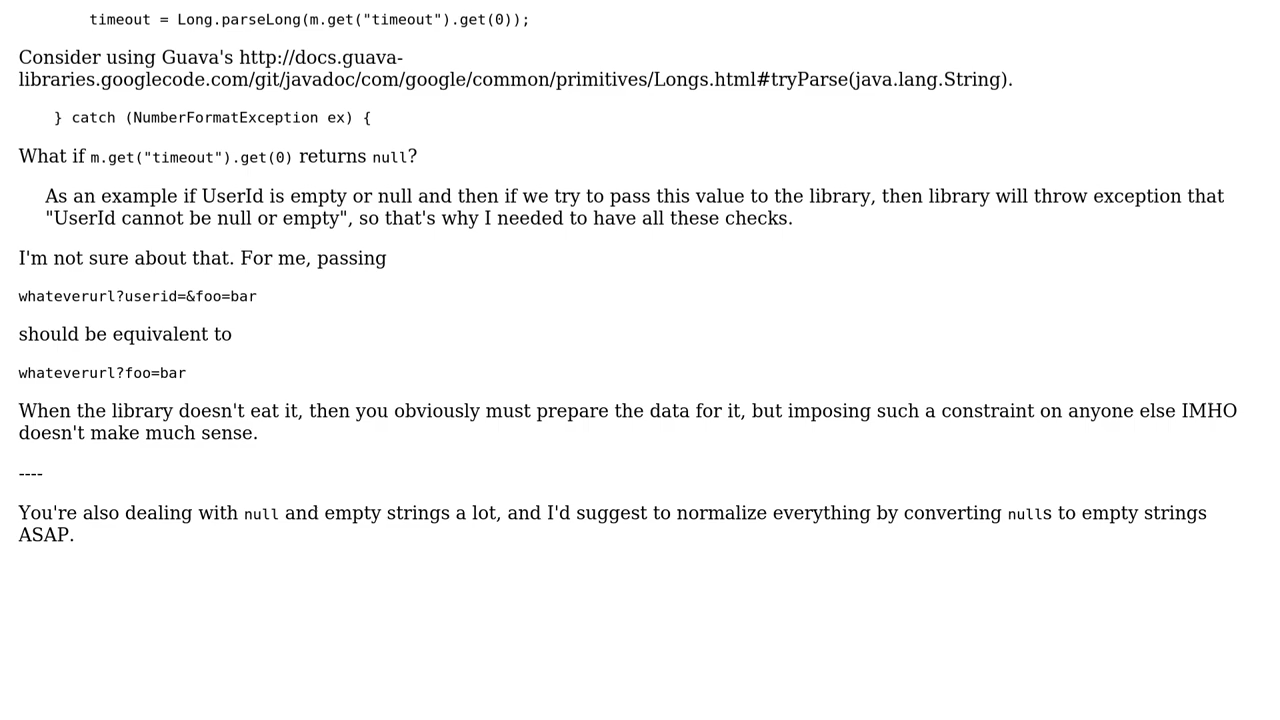 timeout = Long.parseLong(m.get("timeout").get(0));
Consider using Guava's http://docs.guava-
libraries.googlecode.com/git/javadoc/com/google/common/primitives/Longs.html#tryParse(java.lang.String).
} catch (NumberFormatException ex) {
What if m.get("timeout").get(0) returns null?
As an example if UserId is empty or null and then if we try to pass this value to the library, then library will throw exception that
"UserId cannot be null or empty", so that's why I needed to have all these checks.
I'm not sure about that. For me, passing
whateverurl?userid=&foo=bar
should be equivalent to
whateverurl?foo=bar
When the library doesn't eat it, then you obviously must prepare the data for it, but imposing such a constraint on anyone else IMHO
doesn't make much sense.
----
You're also dealing with null and empty strings a lot, and I'd suggest to normalize everything by converting nulls to empty strings
ASAP.